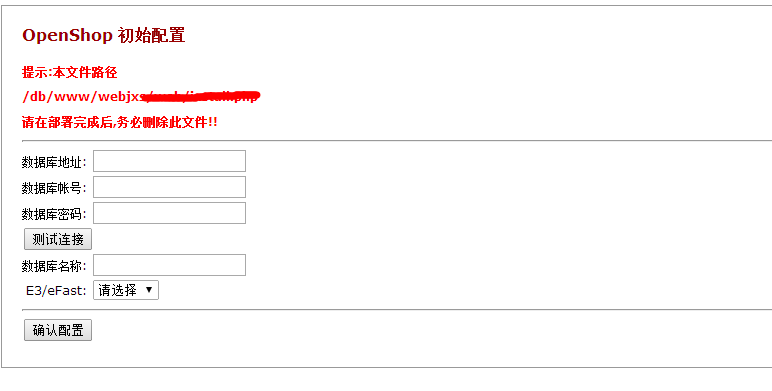 OpenShop 初始配置
提示:本文件路径
/db/www/webjxs
请在部署完成后,务必删除此文件!!
数据库地址:
数据库帐号:
数据库密码:
测试连接
数据库名称:
E3/eFast: 请选择
确认配置